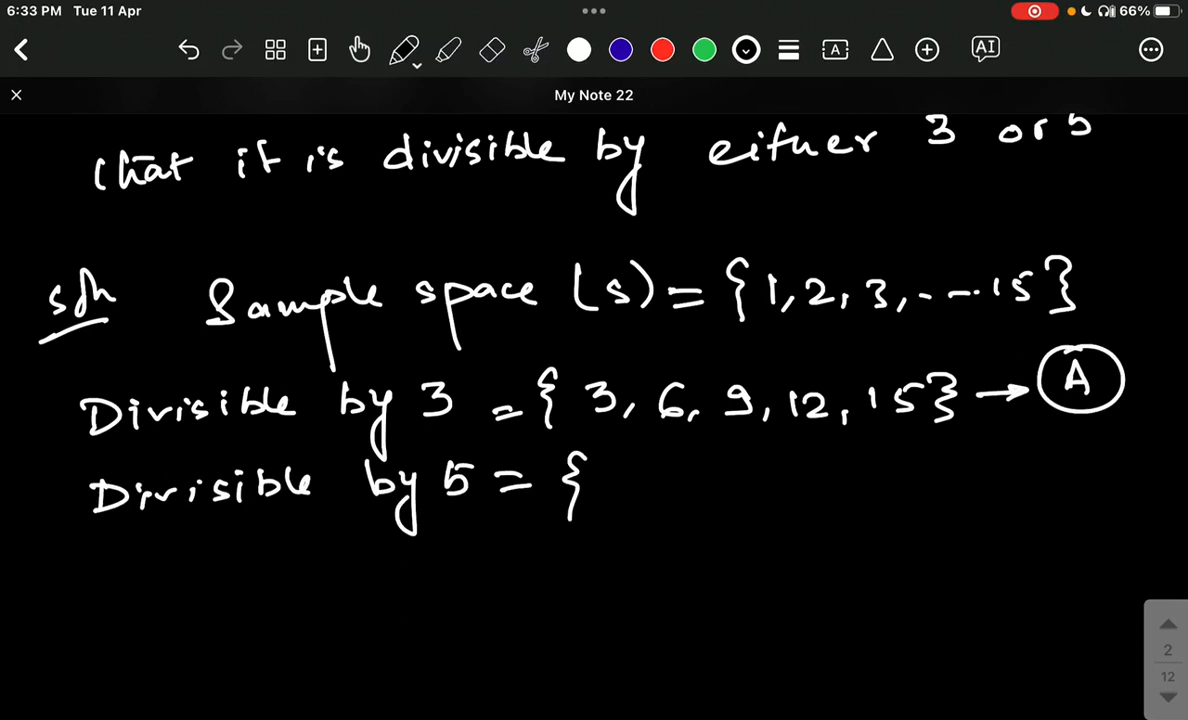 6:33 PM Tue 11 Apr
66%
A
AI
My Note 22
that if is divisible by either 3 or 5
soln Sample space (s) = {1, 2, 3, - - .. 15}
Divisible by 3 = { 3, 6, 9, 12, 15} → A
Divisible by 5 = {
2
12